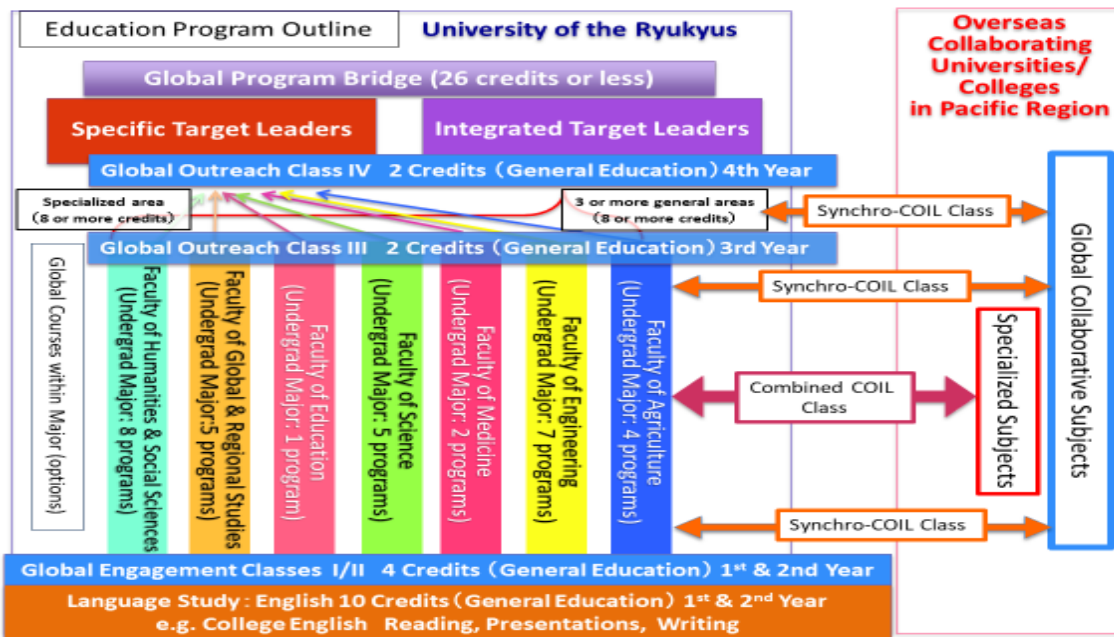 Education Program Outline
University of the Ryukyus
Overseas
Collaborating
Universities/
Colleges
in Pacific Region
Global Program Bridge (26 credits or less)
Specific Target Leaders
Integrated Target Leaders
Global Outreach Class IV 2 Credits (General Education) 4th Year
Specialized area
(8 or more credits)
3 or more general areas
(8 or more credits)
Synchro-COIL Class
Global Outreach Class III 2 Credits (General Education) 3rd Year
Global Courses within Major (options)
Faculty of Humanities & Social Sciences
(Undergrad Major: 8 programs)
Faculty of Global & Regional Studies
(Undergrad Major:5 programs)
Faculty of Education
(Undergrad Major: 1 program)
Faculty of Science
(Undergrad Major: 5 programs)
Faculty of Medicine
(Undergrad Major: 2 programs)
Faculty of Engineering
(Undergrad Major: 7 programs)
Faculty of Agriculture
(Undergrad Major: 4 programs)
Synchro-COIL Class
Combined COIL
Class
Synchro-COIL Class
Specialized Subjects
Global Collaborative Subjects
Global Engagement Classes I/II 4 Credits (General Education) 1st & 2nd Year
Language Study : English 10 Credits (General Education) 1st & 2nd Year
e.g. College English Reading, Presentations, Writing